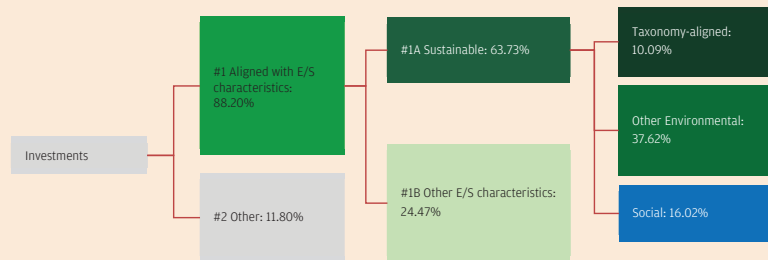 Investments
#1 Aligned with E/S
characteristics:
88.20%
#2 Other: 11.80%
#1A Sustainable: 63.73%
#1B Other E/S characteristics:
24.47%
Taxonomy-aligned:
10.09%
Other Environmental:
37.62%
Social: 16.02%